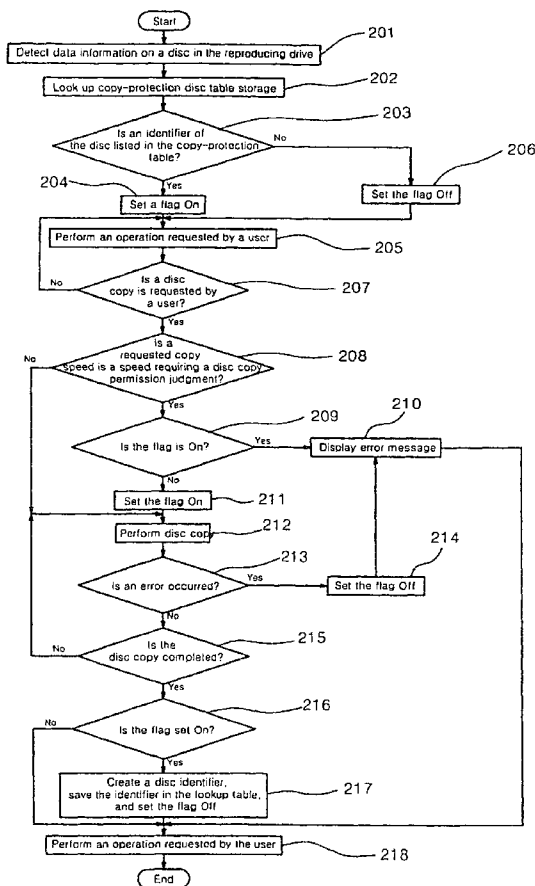 Start
Detect data information on a disc in the reproducing drive
201
Look up copy-protection disc table storage
202
Is an identifier of
the disc listed in the copy-protection
table?
203
No
Yes
204
Set a flag On
206
Set the flag Off
Perform an operation requested by a user
205
Is a disc
copy is requested by
a user?
207
No
Yes
Is a
requested copy
Speed is a speed requiring a disc copy
permission judgment?
208
No
Yes
Is the flag is On?
209
Yes
No
210
Display error message
Set the flag On
211
Perform disc cop
212
Is an error occurred?
213
Yes
No
214
Set the flag Off
Is the
disc copy completed?
215
No
Yes
Is the flag set On?
216
No
Yes
Create a disc identifier,
save the identifier in the lookup table,
and set the flag Off
217
Perform an operation requested by the user
218
End